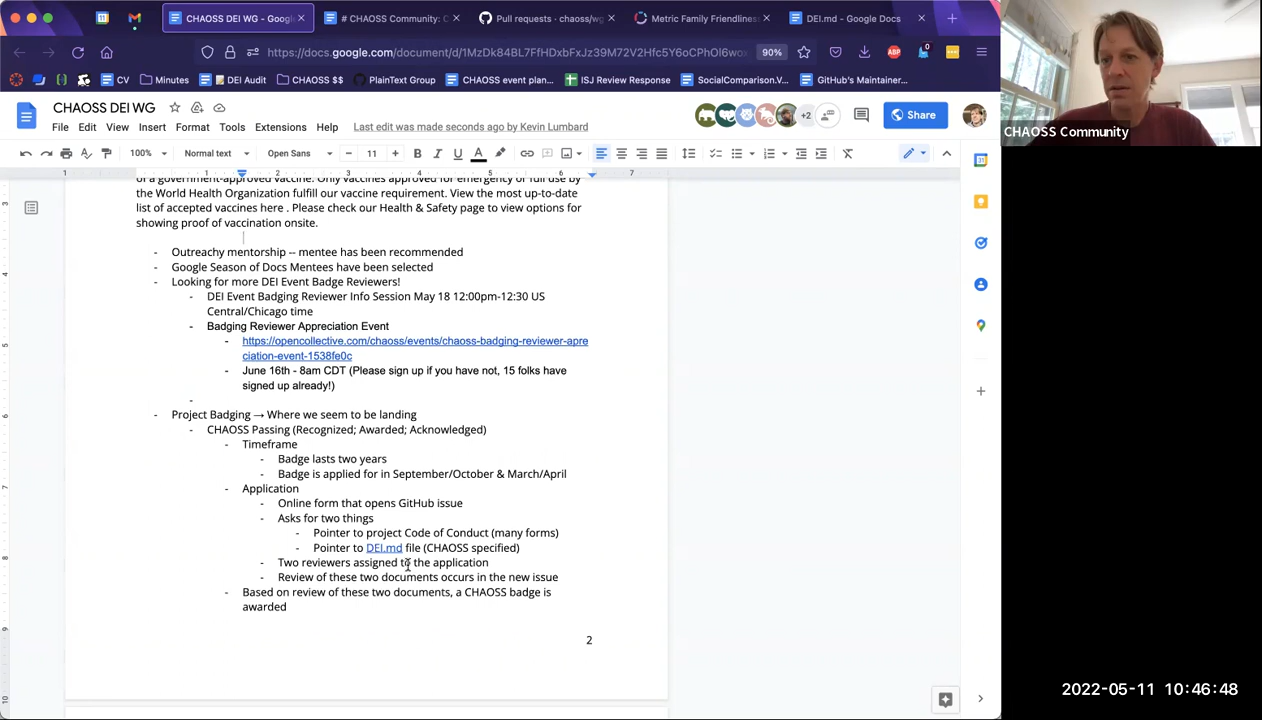 CHAOSS DEI WG - Goog
# CHAOSS Community: C
Pull requests · chaoss/wg
Metric Family Friendliness
DEI.md - Google Docs
https://docs.google.com/document/d/1MzDk84BL7FfHDxbFxJz39M72V2Hfc5Y6oCPhOl6wo
90%
CV
Minutes
DEI Audit
CHAOSS $$
PlainText Group
CHAOSS event plan...
ISJ Review Response
SocialComparison.V...
GitHub's Maintainer...
CHAOSS DEI WG
File Edit View Insert Format Tools Extensions Help Last edit was made seconds ago by Kevin Lumbard
+2
Share
CHAOSS Community
100% Normal text Open Sans 11
of a government-approved vaccine. Only vaccines approved for emergency or full use by
the World Health Organization fulfill our vaccine requirement. View the most up-to-date
list of accepted vaccines here . Please check our Health & Safety page to view options for
showing proof of vaccination onsite.
- Outreachy mentorship -- mentee has been recommended
- Google Season of Docs Mentees have been selected
- Looking for more DEI Event Badge Reviewers!
- DEI Event Badging Reviewer Info Session May 18 12:00pm-12:30 US
Central/Chicago time
- Badging Reviewer Appreciation Event
- https://opencollective.com/chaoss/events/chaoss-badging-reviewer-apre
ciation-event-1538fe0c
- June 16th - 8am CDT (Please sign up if you have not, 15 folks have
signed up already!)
-
- Project Badging → Where we seem to be landing
- CHAOSS Passing (Recognized; Awarded; Acknowledged)
- Timeframe
- Badge lasts two years
- Badge is applied for in September/October & March/April
- Application
- Online form that opens GitHub issue
- Asks for two things
- Pointer to project Code of Conduct (many forms)
- Pointer to DEI.md file (CHAOSS specified)
- Two reviewers assigned to the application
- Review of these two documents occurs in the new issue
- Based on review of these two documents, a CHAOSS badge is
awarded
2
2022-05-11 10:46:48